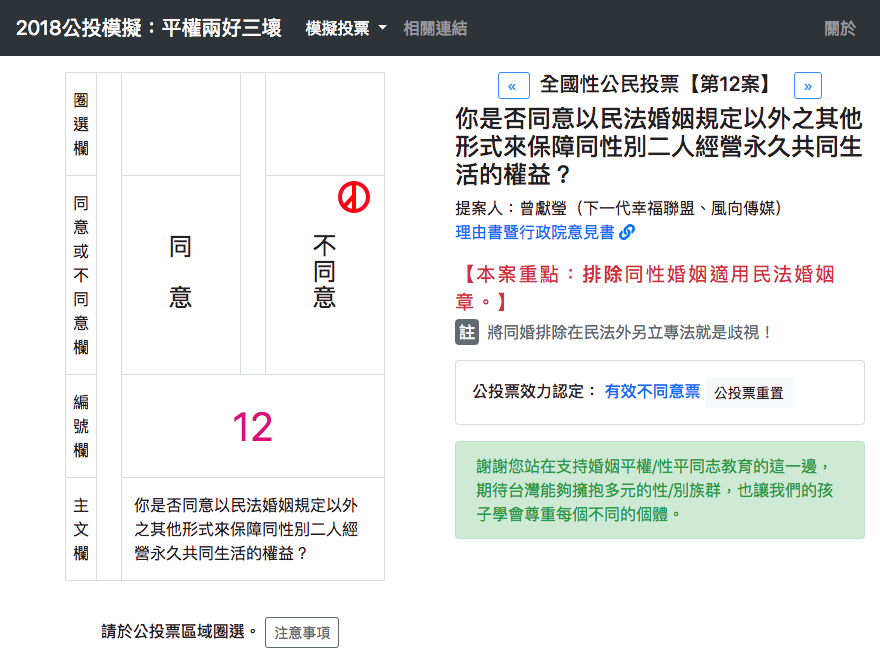 2018公投模擬：平權兩好三壞 模擬投票 相關連結 關於
圈選欄
同意或不同意欄
同意
不同意
編號欄
12
主文欄
你是否同意以民法婚姻規定以外
之其他形式來保障同性別二人經
營永久共同生活的權益？
請於公投票區域圈選。 注意事項
« 全國性公民投票【第12案】 »
你是否同意以民法婚姻規定以外之其他
形式來保障同性別二人經營永久共同生
活的權益？
提案人：曾獻瑩（下一代幸福聯盟、風向傳媒）
理由書暨行政院意見書
【本案重點：排除同性婚姻適用民法婚姻
章。】
註 將同婚排除在民法外另立專法就是歧視！
公投票效力認定： 有效不同意票 公投票重置
謝謝您站在支持婚姻平權/性平同志教育的這一邊，
期待台灣能夠擁抱多元的性/別族群，也讓我們的孩
子學會尊重每個不同的個體。